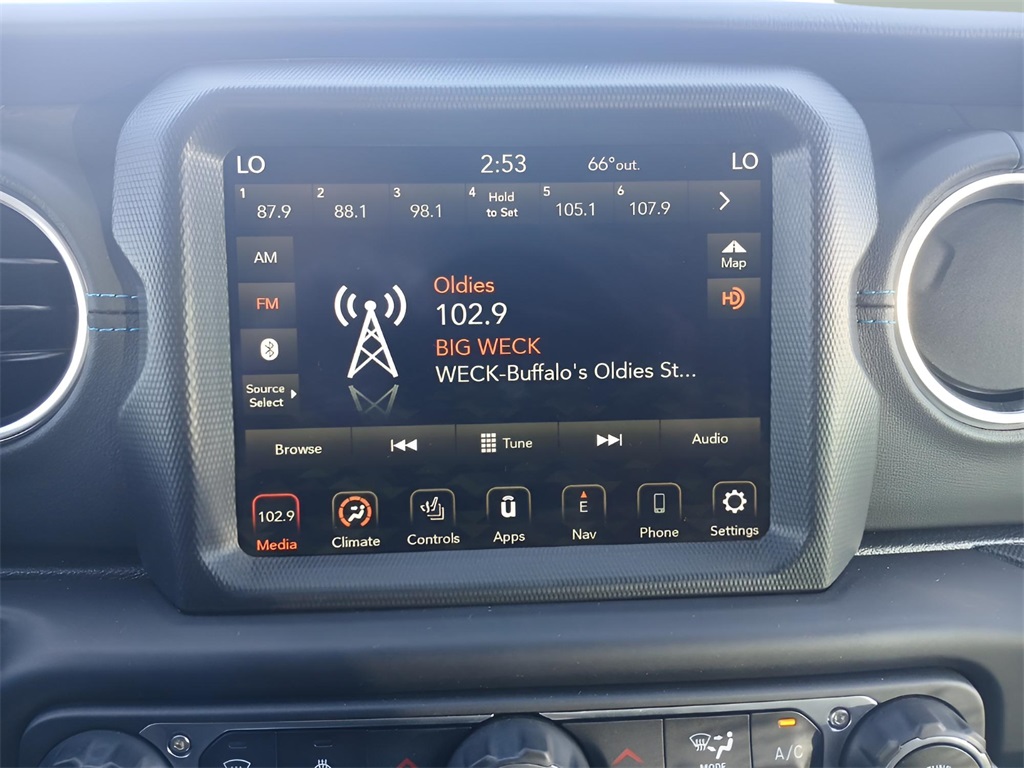 LO 2:53 66°out. LO
1 87.9 2 88.1 3 98.1 4 Hold to Set 5 105.1 6 107.9
AM
Map
FM
HD
Oldies
102.9
BIG WECK
WECK-Buffalo's Oldies St...
Source
Select
Browse Tune Audio
102.9 û E
Media Climate Controls Apps Nav Phone Settings
A/C
MODE